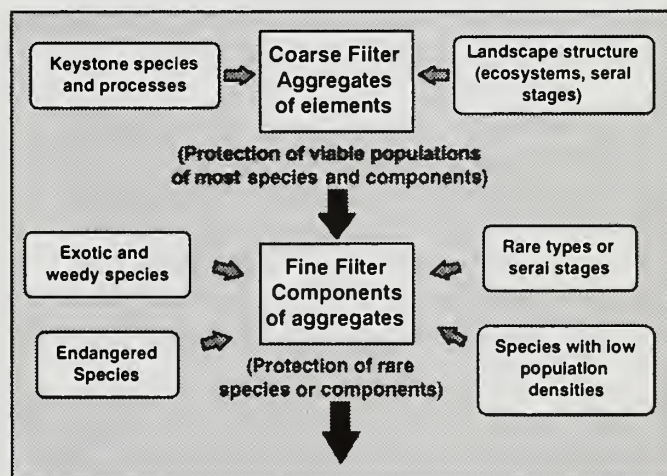 Keystone species
and processes
Coarse Filter
Aggregates
of elements
Landscape structure
(ecosystems, seral
stages)
(Protection of viable populations
of most species and components)
Exotic and
weedy species
Fine Filter
Components
of aggregates
Rare types or
seral stages
Endangered
Species
Species with low
population
densities
(Protection of rare
species or components)